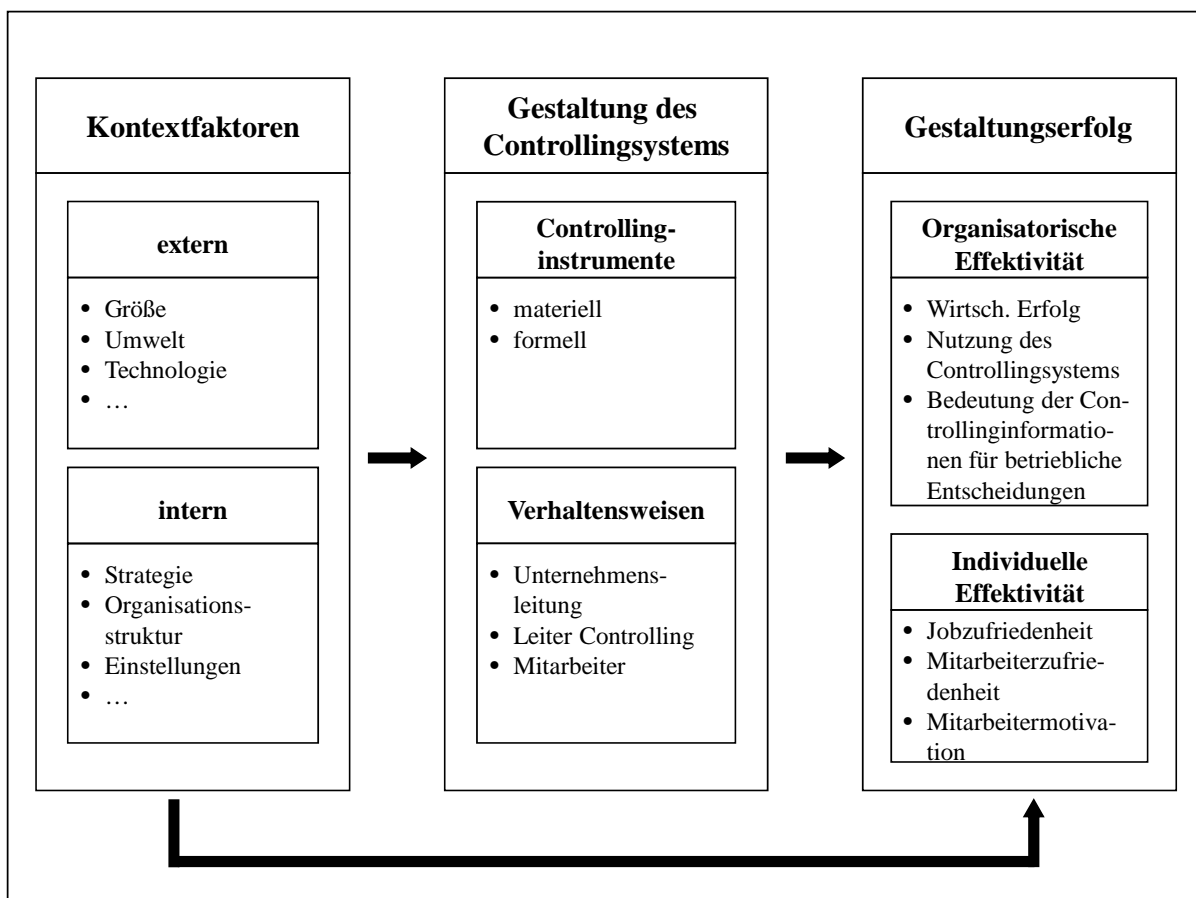 Kontextfaktoren
extern
• Größe
• Umwelt
• Technologie
• …
intern
• Strategie
• Organisations-
struktur
• Einstellungen
• …
Gestaltung des
Controllingsystems
Controlling-
instrumente
• materiell
• formell
Verhaltensweisen
• Unternehmens-
leitung
• Leiter Controlling
• Mitarbeiter
Gestaltungserfolg
Organisatorische
Effektivität
• Wirtsch. Erfolg
• Nutzung des
Controllingsystems
• Bedeutung der Con-
trollinginformatio-
nen für betriebliche
Entscheidungen
Individuelle
Effektivität
• Jobzufriedenheit
• Mitarbeiterzufrie-
denheit
• Mitarbeitermotiva-
tion